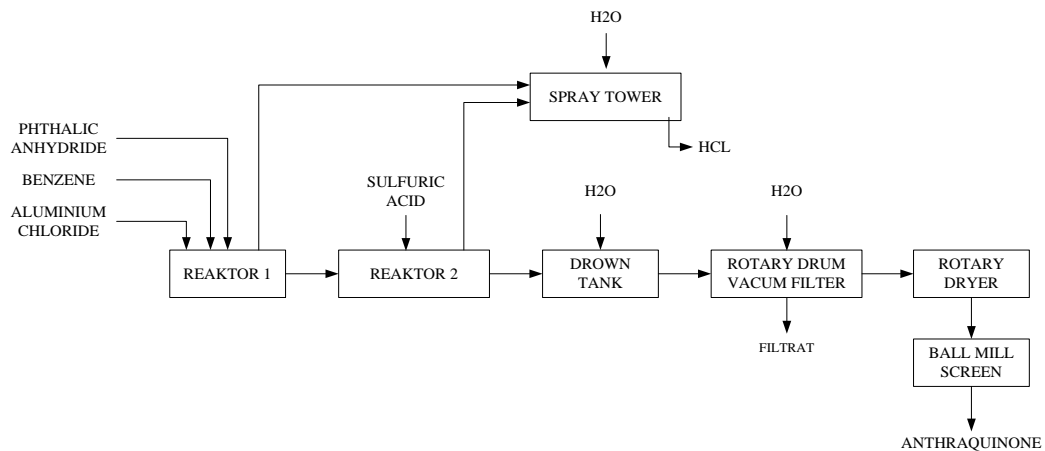 H2O
SPRAY TOWER
HCL
PHTHALIC
ANHYDRIDE
BENZENE
ALUMINIUM
CHLORIDE
SULFURIC
ACID
H2O
H2O
REAKTOR 1
REAKTOR 2
DROWN
TANK
ROTARY DRUM
VACUM FILTER
ROTARY
DRYER
FILTRAT
BALL MILL
SCREEN
ANTHRAQUINONE